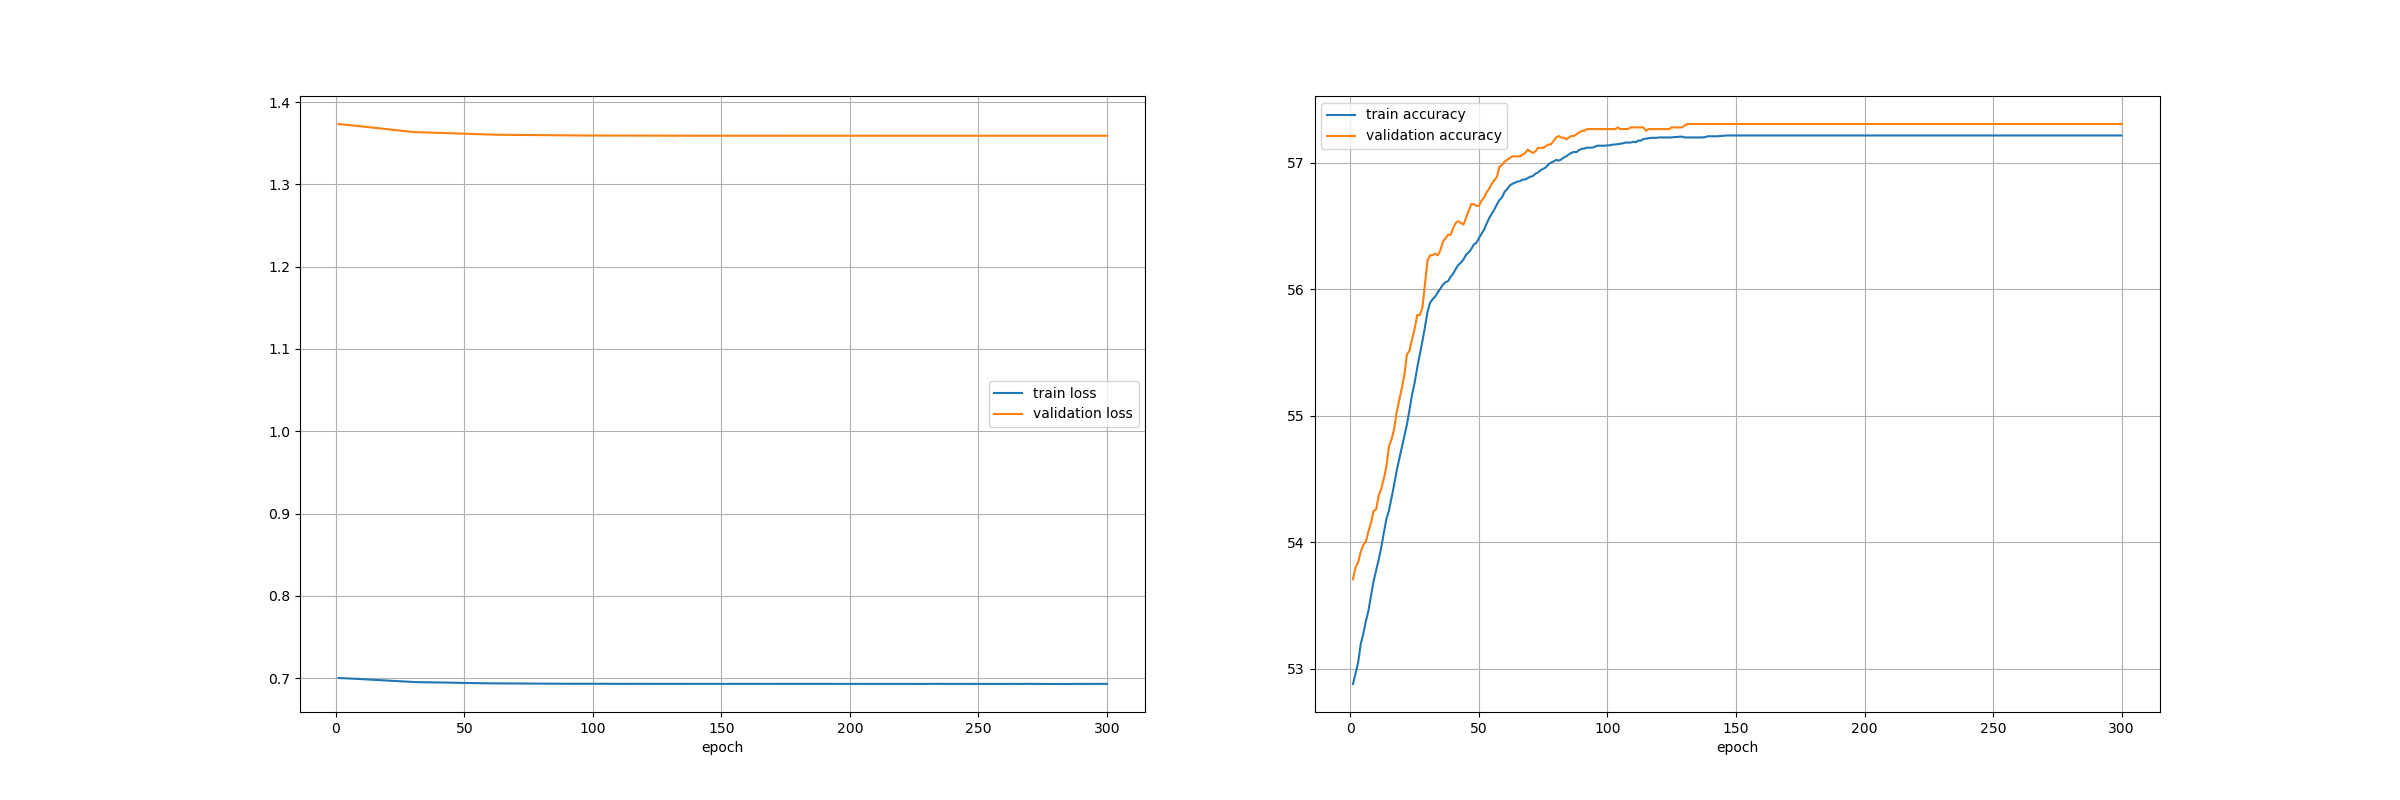 1.4
1.3
1.2
1.1
1.0
0.9
0.8
0.7
0 50 100 150 200 250 300
epoch
train loss
validation loss
57
56
55
54
53
0 50 100 150 200 250 300
epoch
train accuracy
validation accuracy